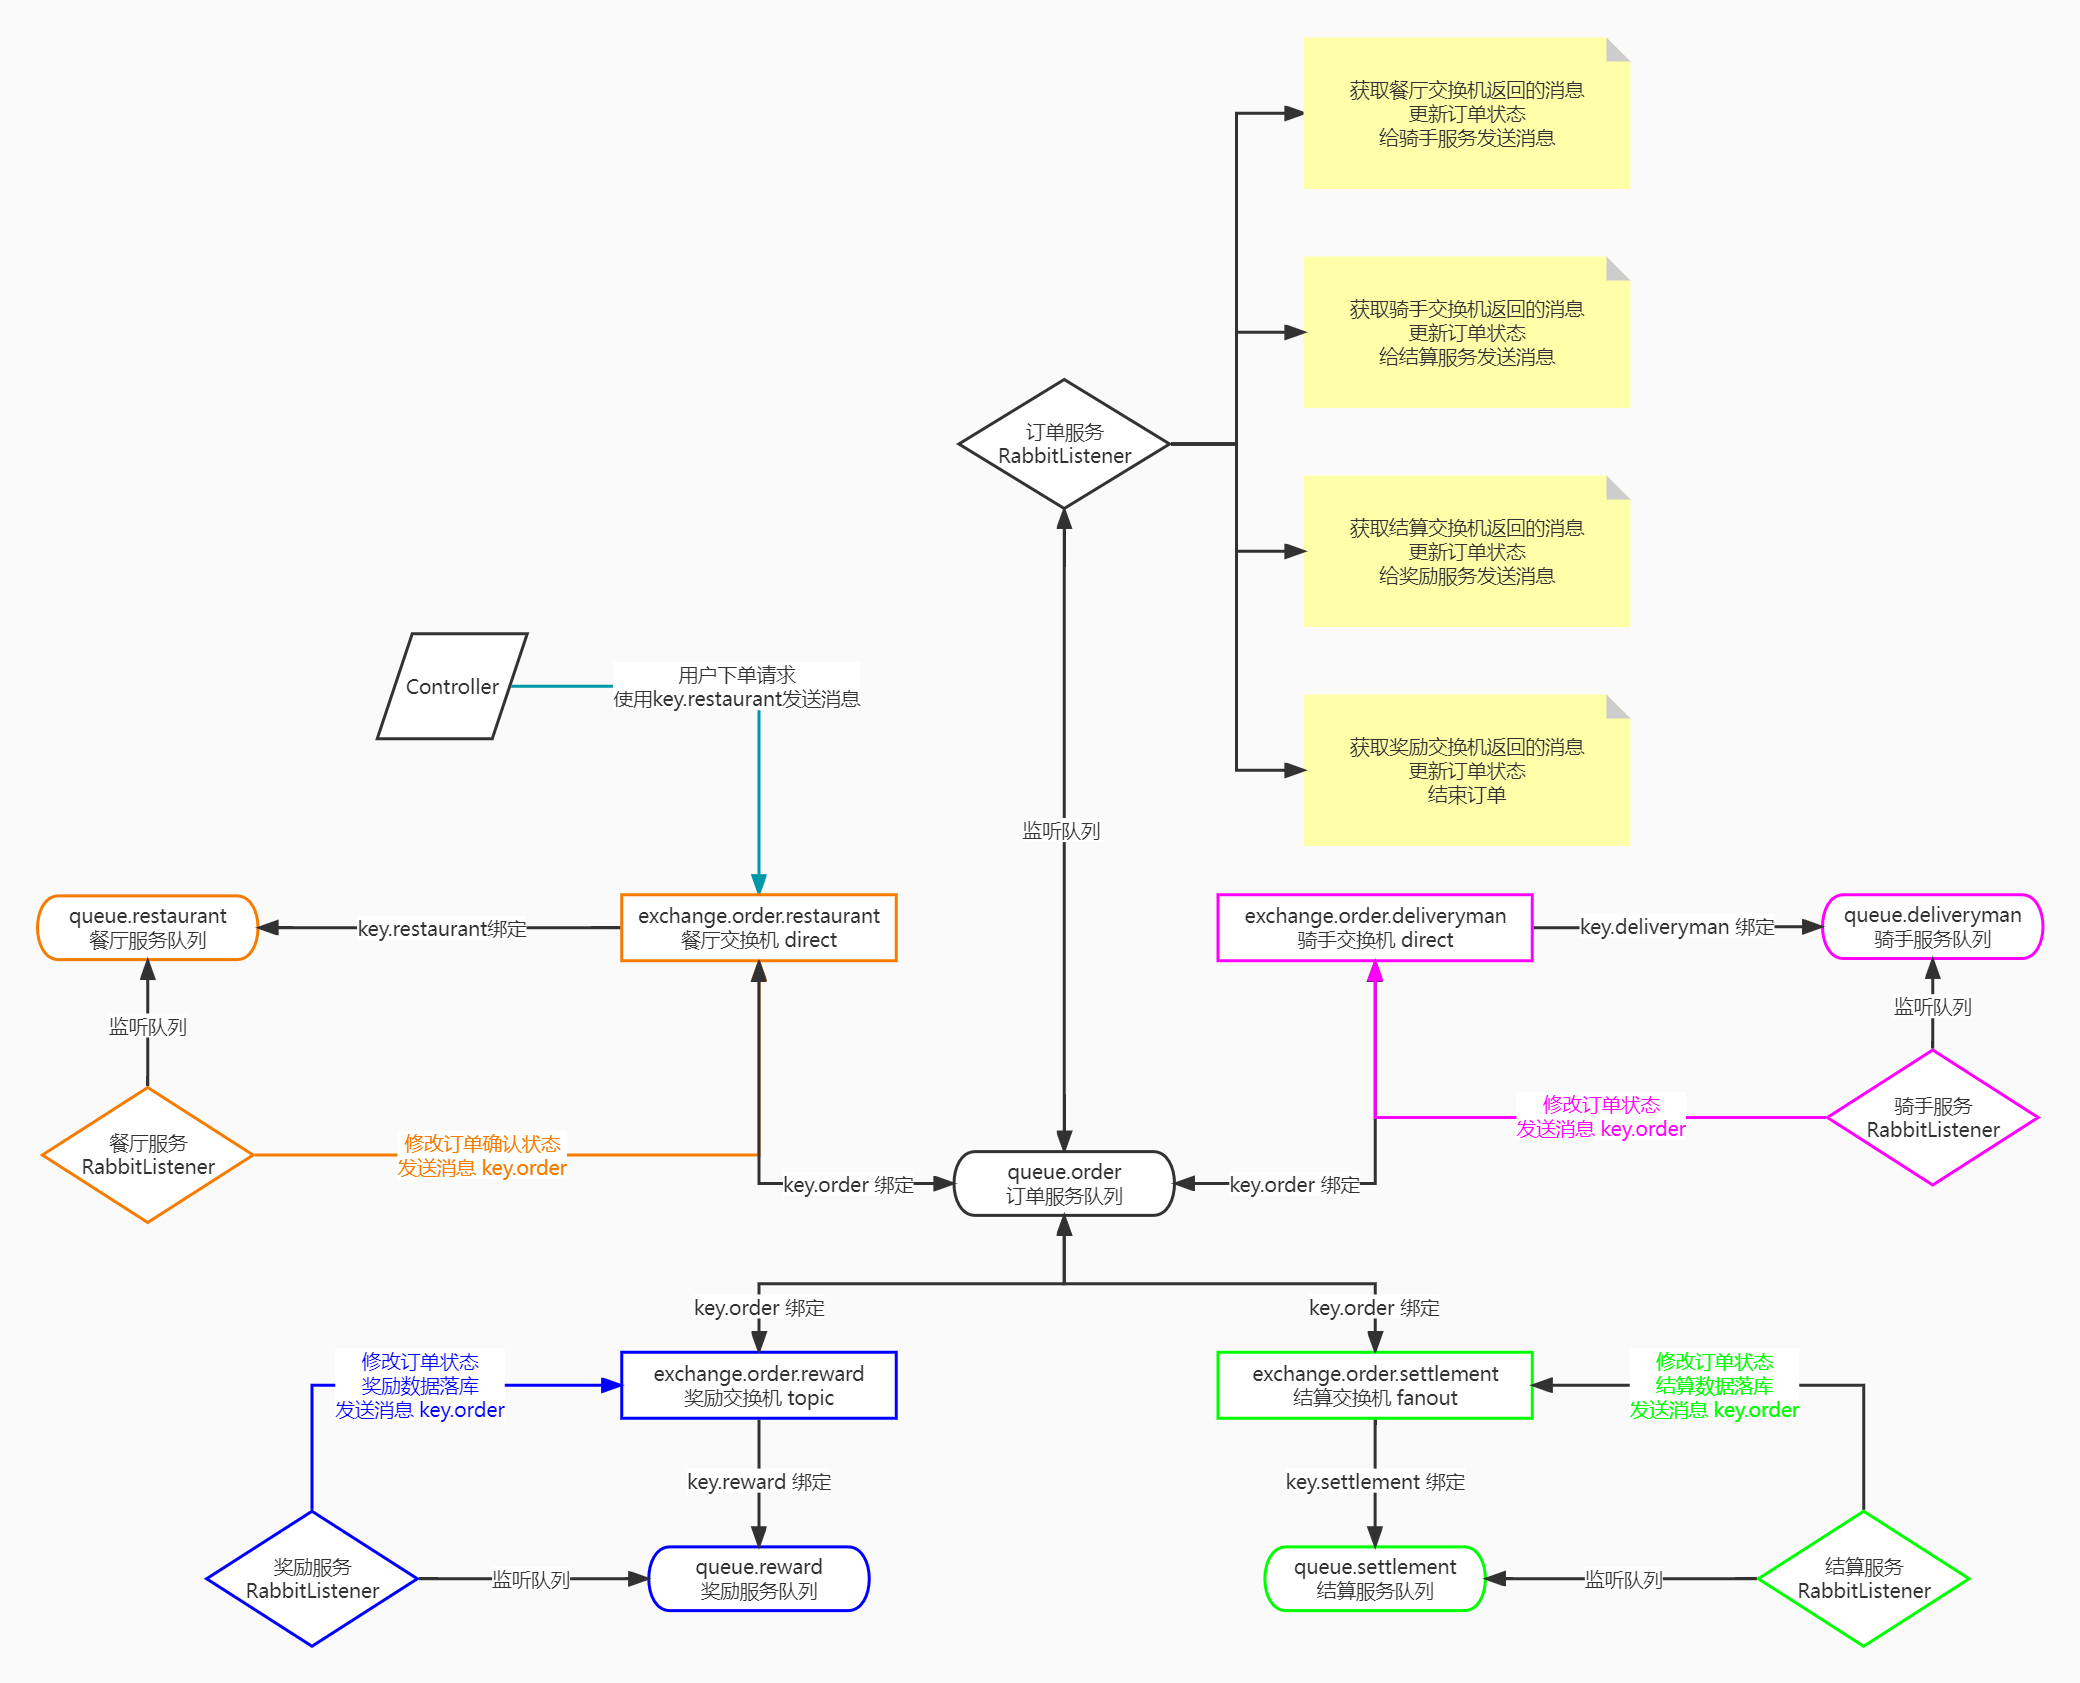 获取餐厅交换机返回的消息
更新订单状态
给骑手服务发送消息
获取骑手交换机返回的消息
更新订单状态
给结算服务发送消息
订单服务
RabbitListener
获取结算交换机返回的消息
更新订单状态
给奖励服务发送消息
Controller
用户下单请求
使用key.restaurant发送消息
获取奖励交换机返回的消息
更新订单状态
结束订单
监听队列
queue.restaurant
餐厅服务队列
key.restaurant绑定
exchange.order.restaurant
餐厅交换机 direct
exchange.order.deliveryman
骑手交换机 direct
key.deliveryman 绑定
queue.deliveryman
骑手服务队列
监听队列
监听队列
餐厅服务
RabbitListener
修改订单确认状态
发送消息 key.order
修改订单状态
发送消息 key.order
骑手服务
RabbitListener
key.order 绑定
queue.order
订单服务队列
key.order 绑定
key.order 绑定
key.order 绑定
修改订单状态
奖励数据落库
发送消息 key.order
exchange.order.reward
奖励交换机 topic
exchange.order.settlement
结算交换机 fanout
修改订单状态
结算数据落库
发送消息 key.order
key.reward 绑定
key.settlement 绑定
奖励服务
RabbitListener
监听队列
queue.reward
奖励服务队列
queue.settlement
结算服务队列
监听队列
结算服务
RabbitListener